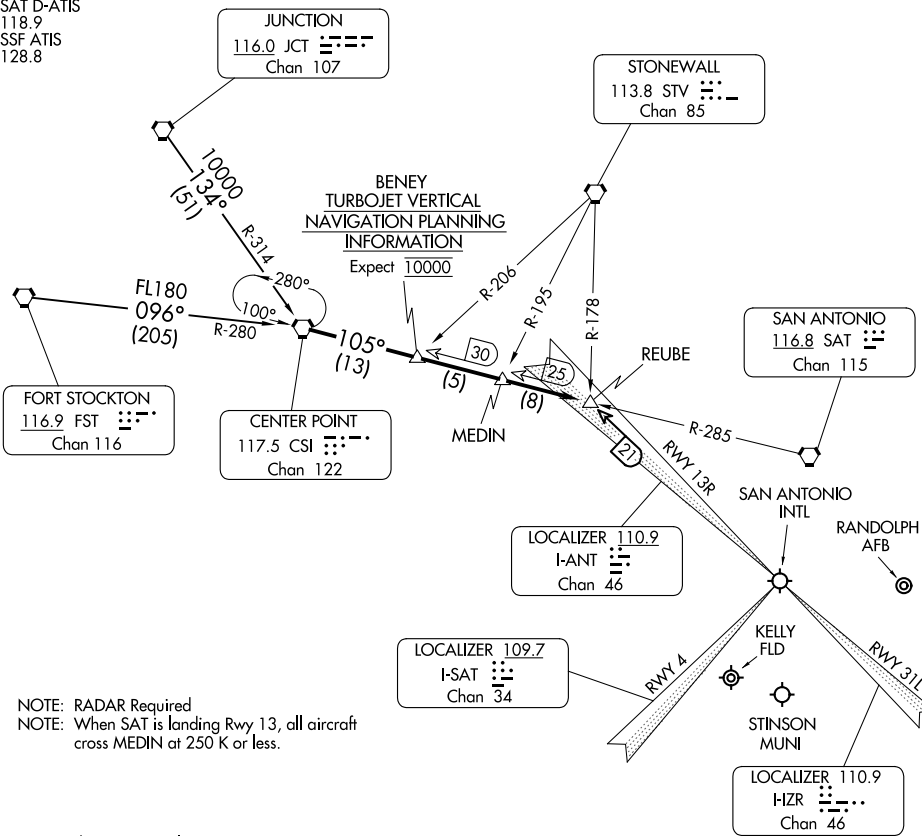 SAT D-ATIS
118.9
SSF ATIS
128.8
JUNCTION
116.0 JCT
Chan 107
STONEWALL
113.8 STV
Chan 85
10000
134°
(51)
R-314
BENEY
TURBOJET VERTICAL
NAVIGATION PLANNING
INFORMATION
Expect 10000
R-206
R-195
R-178
FL180
096°
(205)
R-280
280°
100°
105°
(13)
30
(5)
25
(8)
REUBE
SAN ANTONIO
116.8 SAT
Chan 115
R-285
21
MEDIN
FORT STOCKTON
116.9 FST
Chan 116
CENTER POINT
117.5 CSI
Chan 122
RWY 13R
SAN ANTONIO
INTL
RANDOLPH
AFB
LOCALIZER 110.9
I-ANT
Chan 46
LOCALIZER 109.7
I-SAT
Chan 34
RWY 4
KELLY
FLD
RWY 31L
STINSON
MUNI
NOTE: RADAR Required
NOTE: When SAT is landing Rwy 13, all aircraft
cross MEDIN at 250 K or less.
LOCALIZER 110.9
I-IZR
Chan 46